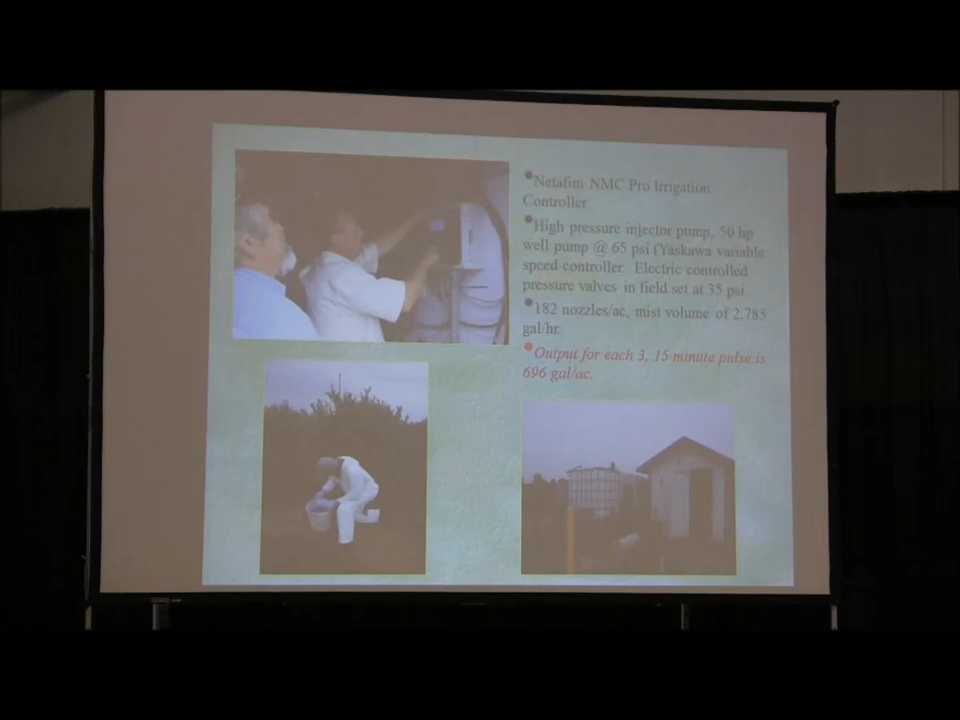 •Netafim NMC Pro Irrigation
Controller.
•High pressure injector pump, 50 hp
well pump @ 65 psi (Yaskawa variable
speed controller. Electric controlled
pressure valves in field set at 35 psi.
•182 nozzles/ac, mist volume of 2,785
gal/hr.
•Output for each 3, 15 minute pulse is
696 gal/ac.